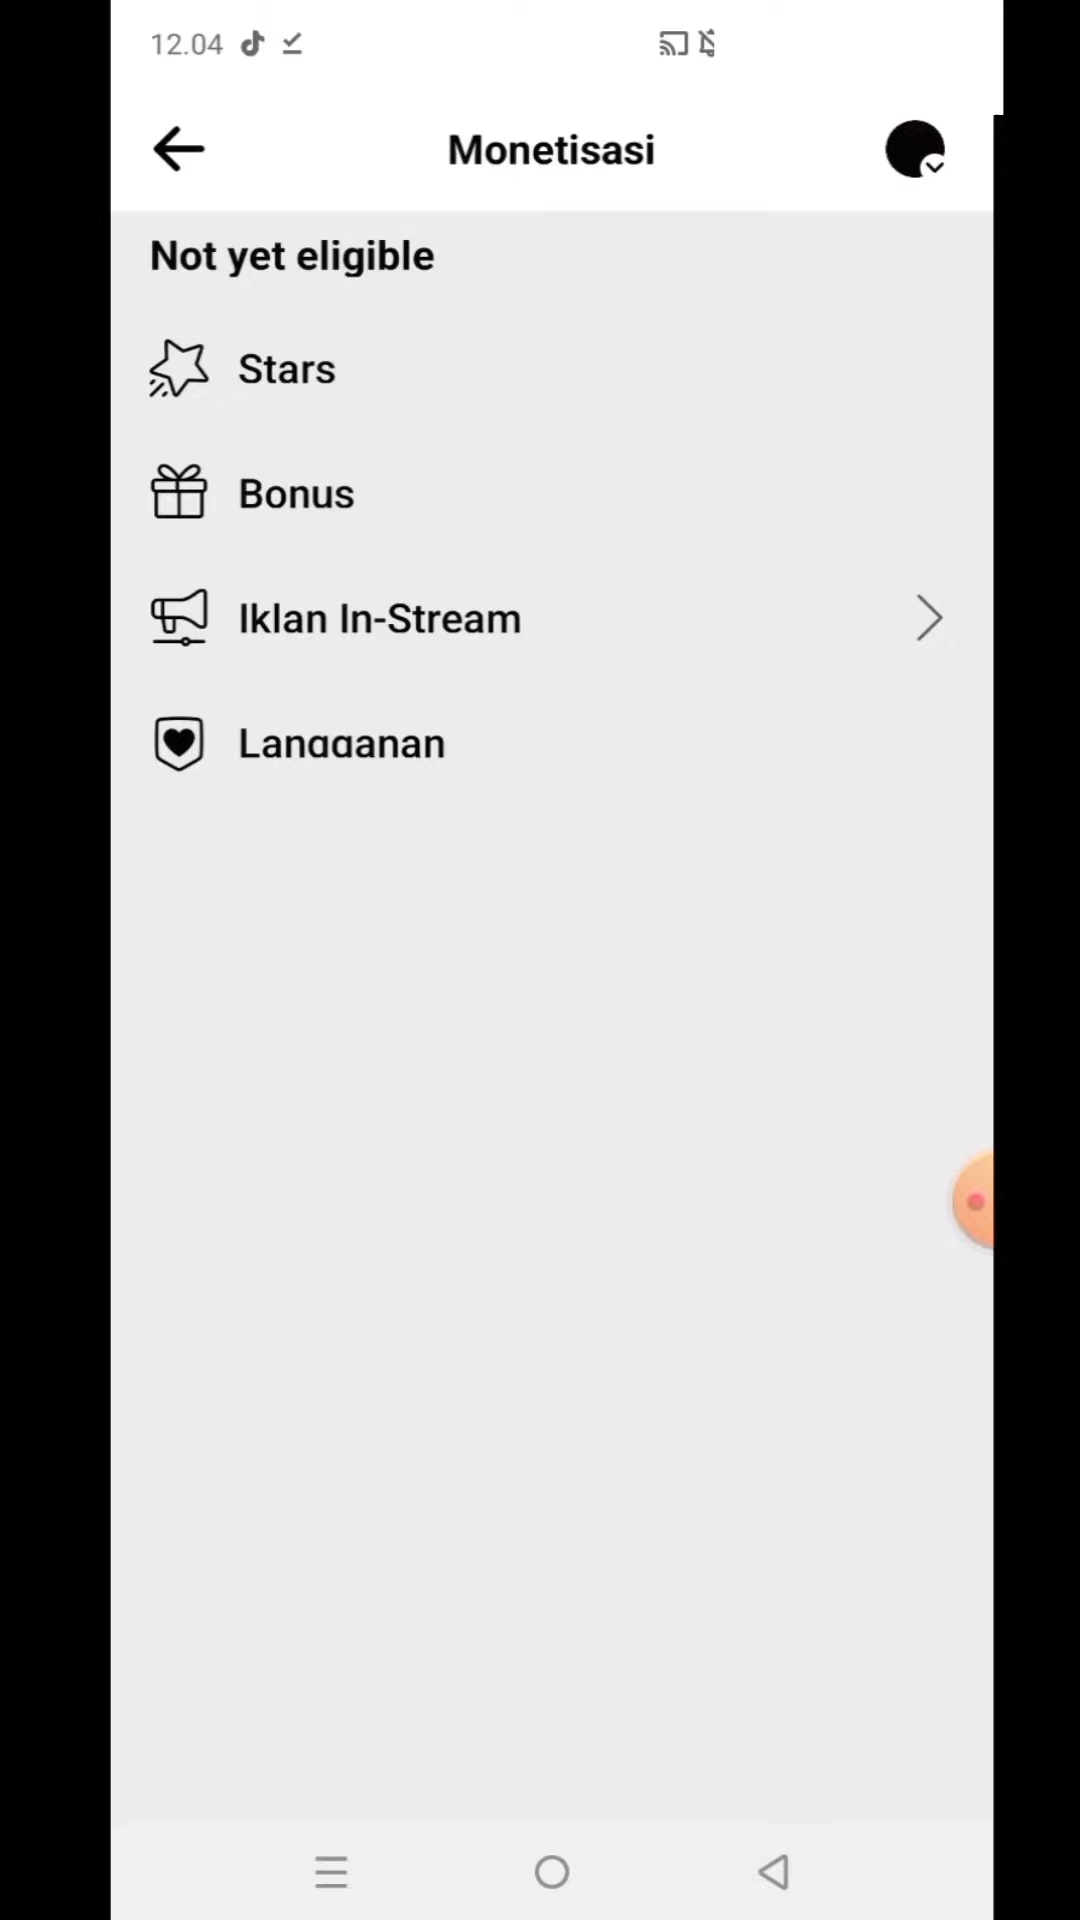 12.04
Monetisasi
Not yet eligible
Stars
Bonus
Iklan In-Stream
Langganan